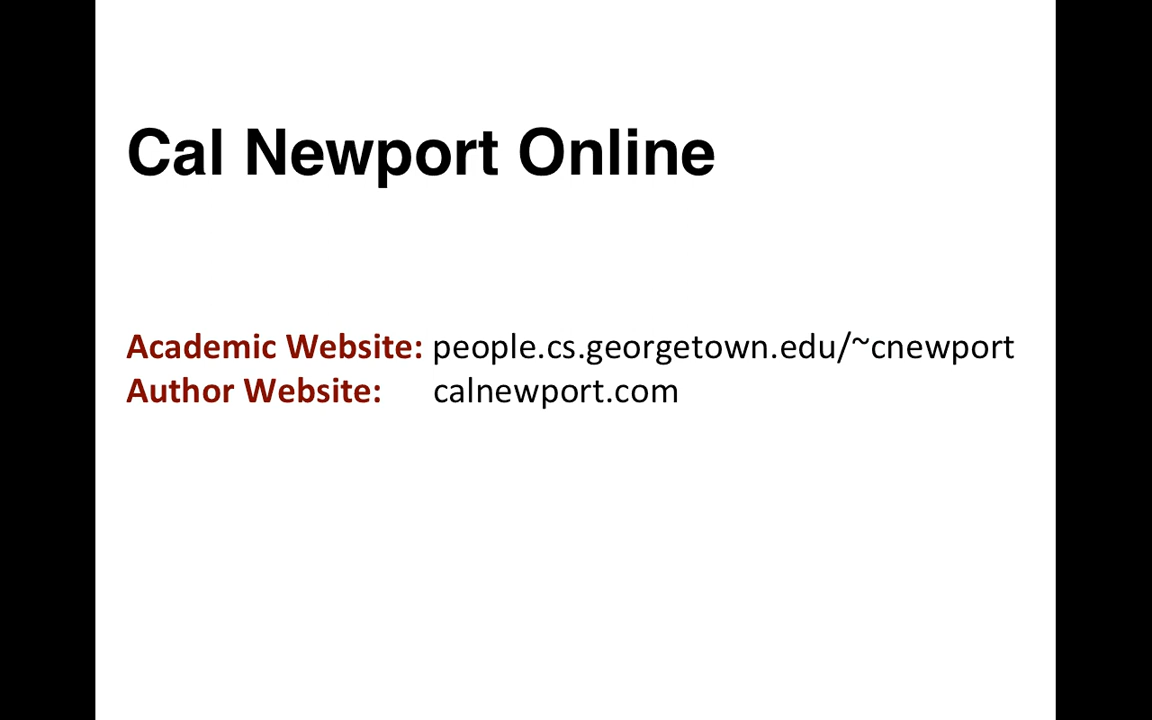 Cal Newport Online
Academic Website: people.cs.georgetown.edu/~cnewport
Author Website: calnewport.com